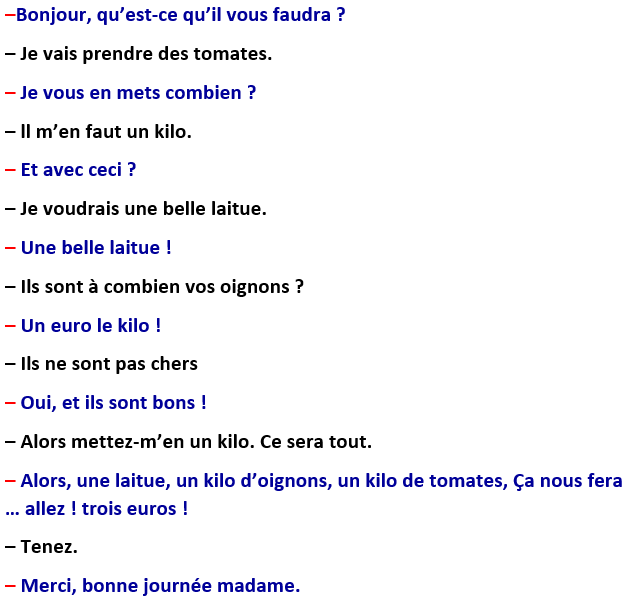 –Bonjour, qu’est-ce qu’il vous faudra ?
– Je vais prendre des tomates.
– Je vous en mets combien ?
– ll m’en faut un kilo.
– Et avec ceci ?
– Je voudrais une belle laitue.
– Une belle laitue !
– Ils sont à combien vos oignons ?
– Un euro le kilo !
– Ils ne sont pas chers
– Oui, et ils sont bons !
– Alors mettez-m’en un kilo. Ce sera tout.
– Alors, une laitue, un kilo d’oignons, un kilo de tomates, Ça nous fera
… allez ! trois euros !
– Tenez.
– Merci, bonne journée madame.